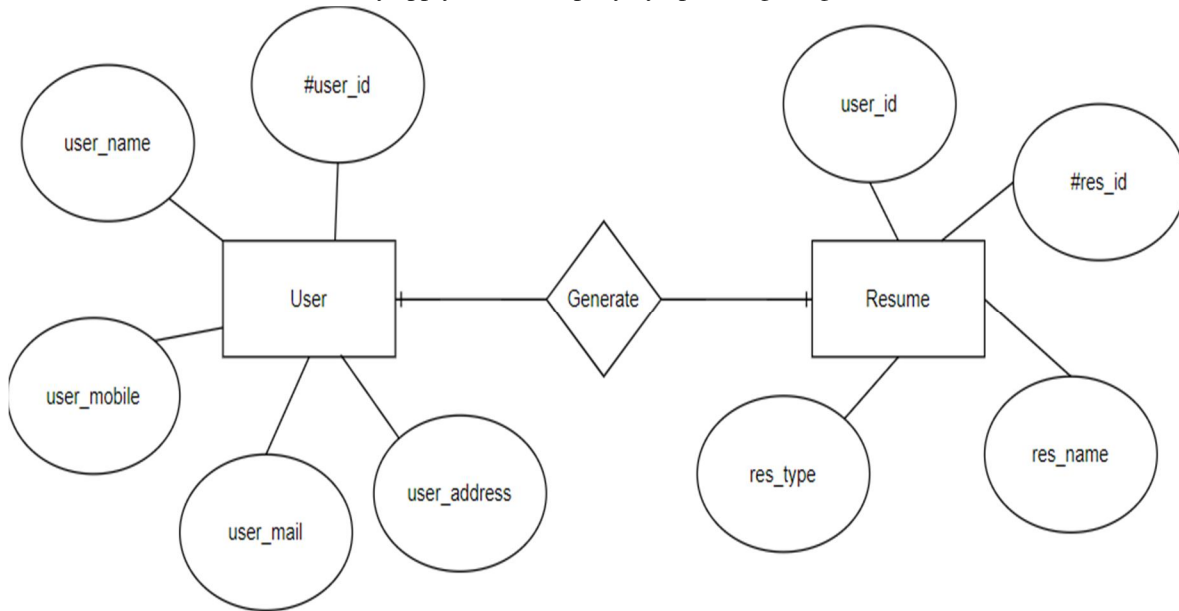 #user_id
user_id
user_name
#res_id
User
Generate
Resume
user_mobile
res_name
res_type
user_address
user_mail